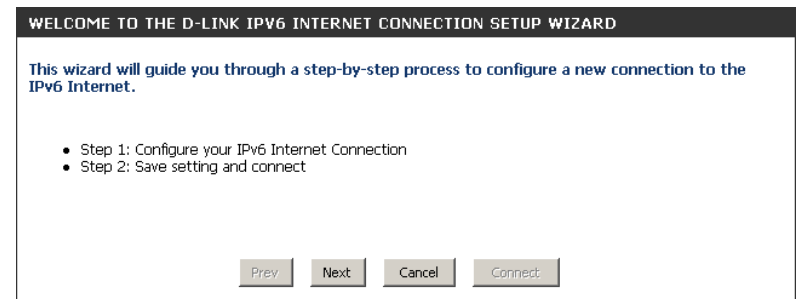 WELCOME TO THE D-LINK IPV6 INTERNET CONNECTION SETUP WIZARD
This wizard will guide you through a step-by-step process to configure a new connection to the
IPv6 Internet.
• Step 1: Configure your IPv6 Internet Connection
• Step 2: Save setting and connect
Prev Next Cancel Connect